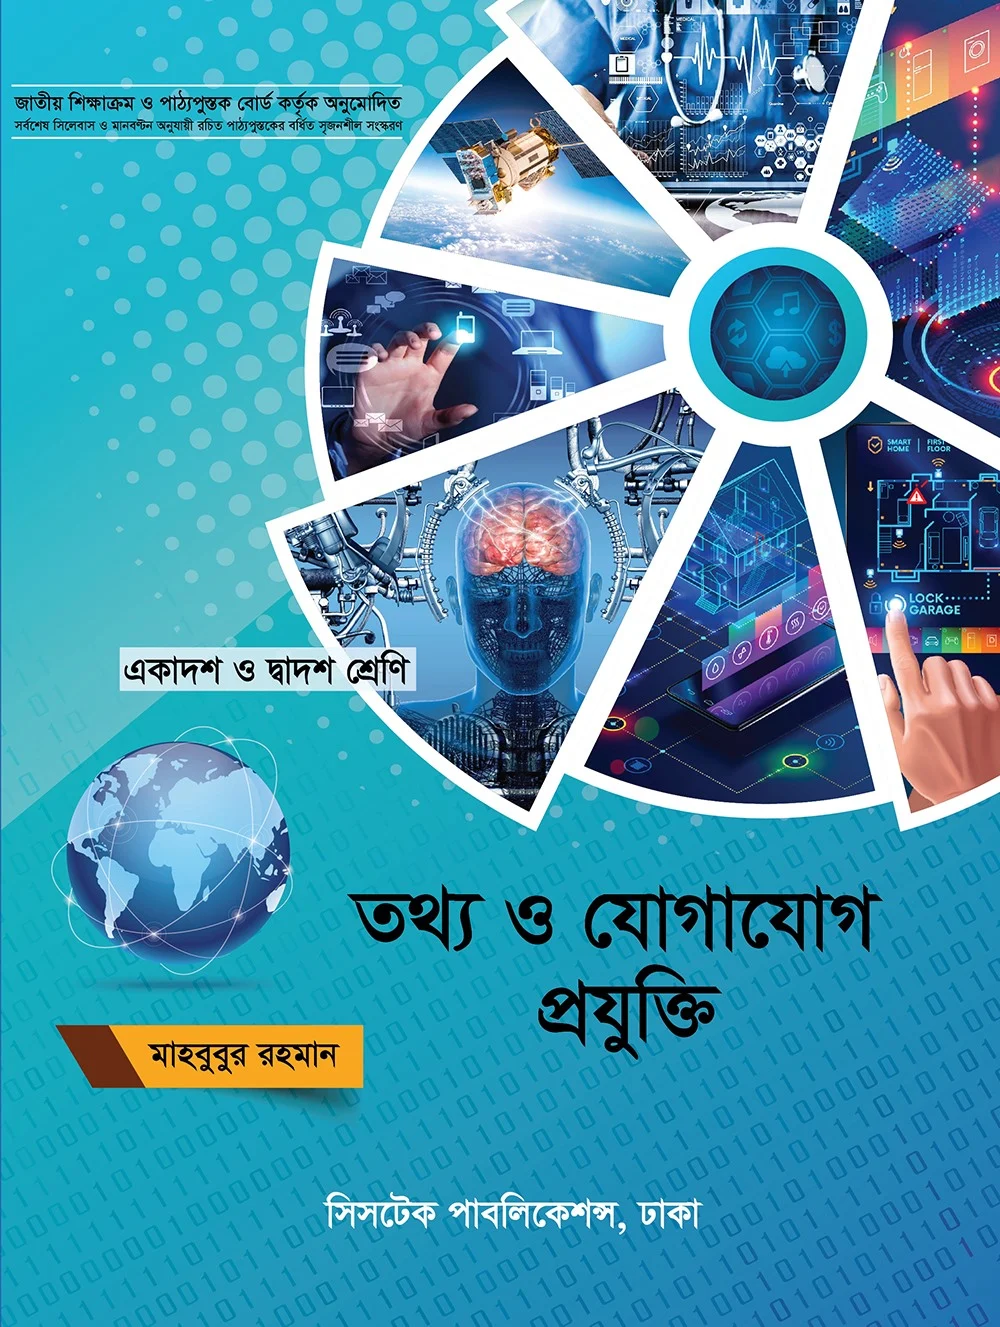 জাতীয় শিক্ষাক্রম ও পাঠ্যপুস্তক বোর্ড কর্তৃক অনুমোদিত
সর্বশেষ সিলেবাস ও মানবণ্টন অনুযায়ী রচিত পাঠ্যপুস্তকের বর্ধিত সৃজনশীল সংস্করণ
SMART HOME
FIRST FLOOR
LOCK
GARAGE
একাদশ ও দ্বাদশ শ্রেণি
তথ্য ও যোগাযোগ
প্রযুক্তি
মাহবুবুর রহমান
সিসটেক পাবলিকেশন্স, ঢাকা